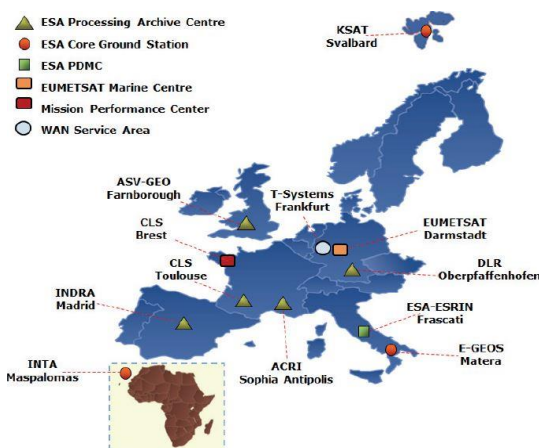 ESA Processing Archive Centre
ESA Core Ground Station
ESA PDMC
EUMETSAT Marine Centre
Mission Performance Center
WAN Service Area
KSAT
Svalbard
ASV-GEO
Farnborough
T-Systems
Frankfurt
CLS
Brest
EUMETSAT
Darmstadt
CLS
Toulouse
DLR
Oberpfaffenhofen
INDRA
Madrid
ESA-ESRIN
Frascati
E-GEOS
Matera
INTA
Maspalomas
ACRI
Sophia Antipolis